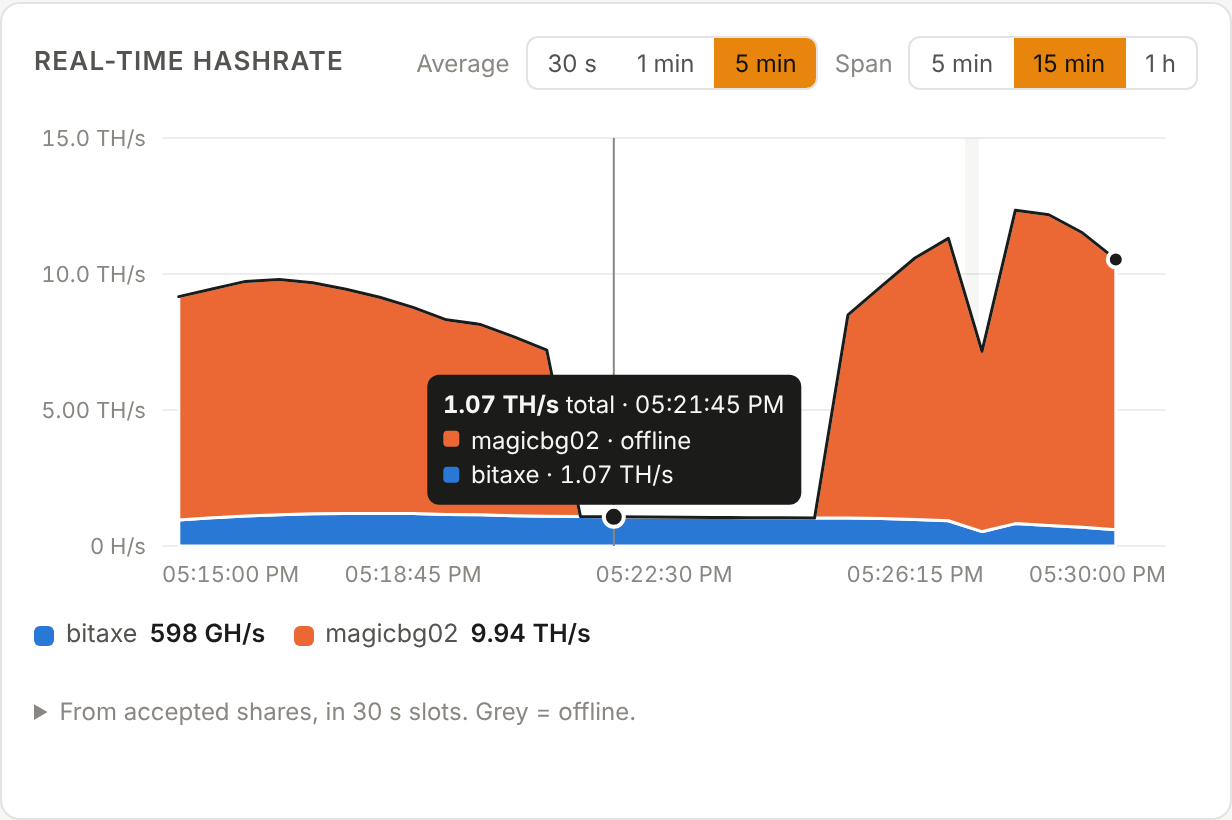 REAL-TIME HASHRATE Average 30 s 1 min 5 min Span 5 min 15 min 1 h
15.0 TH/s
10.0 TH/s
5.00 TH/s
0 H/s
1.07 TH/s total · 05:21:45 PM
magicbg02 · offline
bitaxe · 1.07 TH/s
05:15:00 PM 05:18:45 PM 05:22:30 PM 05:26:15 PM 05:30:00 PM
bitaxe 598 GH/s magicbg02 9.94 TH/s
▶ From accepted shares, in 30 s slots. Grey = offline.